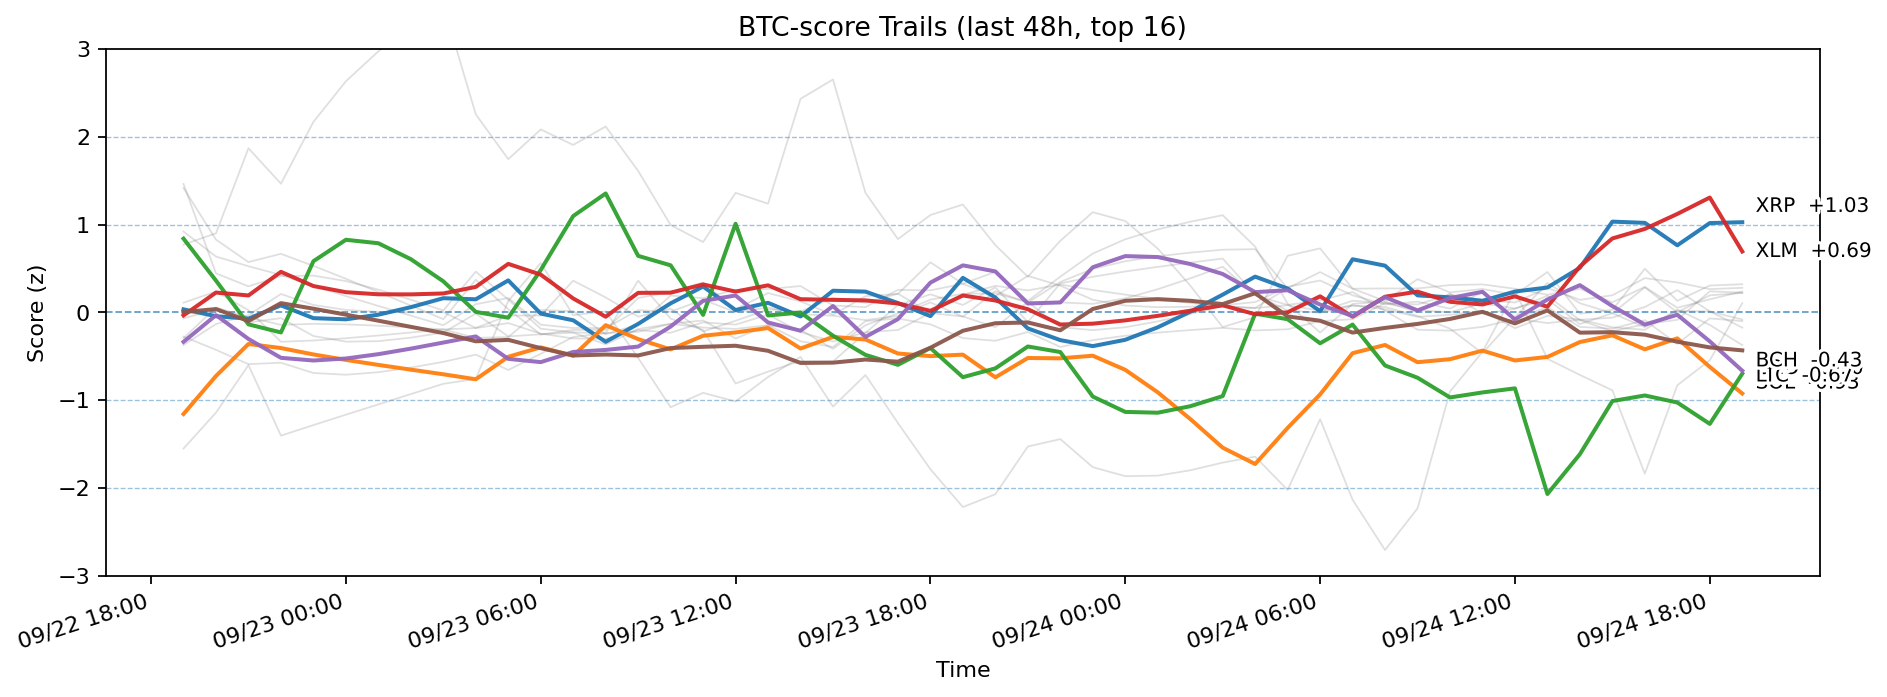 BTC-score Trails (last 48h, top 16)
Score (z)
3
2
1
0
−1
−2
−3
XRP +1.03
XLM +0.69
BCH -0.43
09/22 18:00
09/23 00:00
09/23 06:00
09/23 12:00
09/23 18:00
09/24 00:00
09/24 06:00
09/24 12:00
09/24 18:00
Time